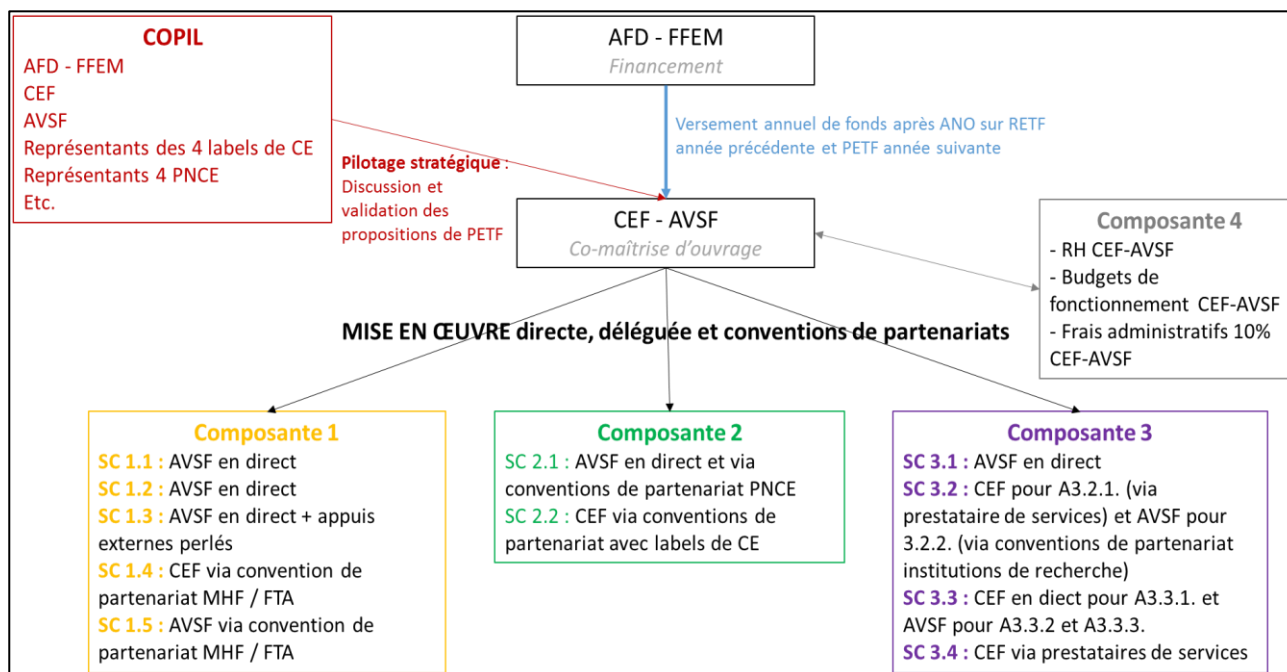 COPIL
AFD - FFEM
CEF
AVSF
Représentants des 4 labels de CE
Représentants 4 PNCE
Etc.
AFD - FFEM
Financement
Versement annuel de fonds après ANO sur RETF
année précédente et PETF année suivante
Pilotage stratégique :
Discussion et
validation des
propositions de PETF
CEF - AVSF
Co-maîtrise d'ouvrage
Composante 4
- RH CEF-AVSF
- Budgets de
fonctionnement CEF-AVSF
- Frais administratifs 10%
CEF-AVSF
MISE EN ŒUVRE directe, déléguée et conventions de partenariats
Composante 1
SC 1.1 : AVSF en direct
SC 1.2 : AVSF en direct
SC 1.3 : AVSF en direct + appuis
externes perlés
SC 1.4 : CEF via convention de
partenariat MHF / FTA
SC 1.5 : AVSF via convention de
partenariat MHF / FTA
Composante 2
SC 2.1 : AVSF en direct et via
conventions de partenariat PNCE
SC 2.2 : CEF via conventions de
partenariat avec labels de CE
Composante 3
SC 3.1 : AVSF en direct
SC 3.2 : CEF pour A3.2.1. (via
prestataire de services) et AVSF pour
3.2.2. (via conventions de partenariat
institutions de recherche)
SC 3.3 : CEF en diect pour A3.3.1. et
AVSF pour A3.3.2 et A3.3.3.
SC 3.4 : CEF via prestataires de services